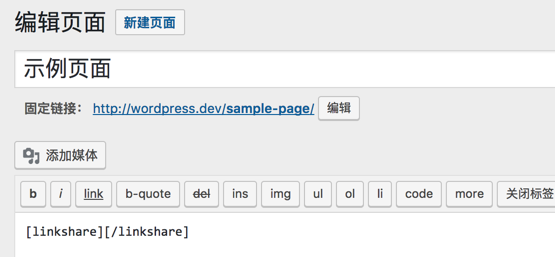 编辑页面 新建页面
示例页面
固定链接： http://wordpress.dev/sample-page/ 编辑
添加媒体
b i link b-quote del ins img ul ol li code more 关闭标签
[linkshare][/linkshare]